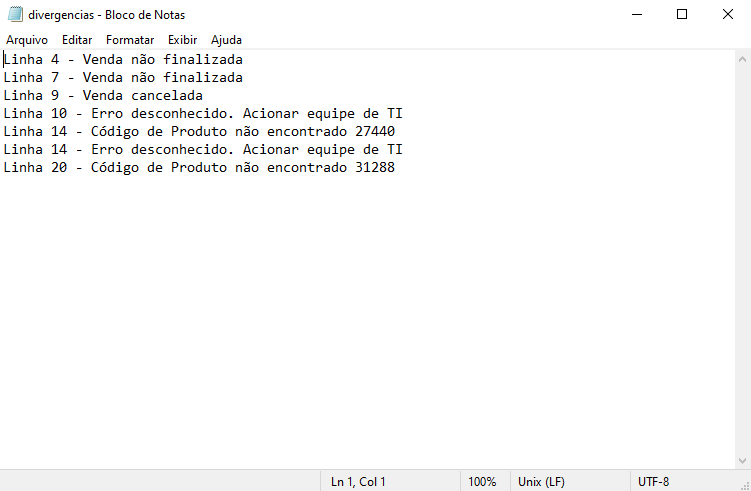 divergencias - Bloco de Notas
Arquivo Editar Formatar Exibir Ajuda
Linha 4 - Venda não finalizada
Linha 7 - Venda não finalizada
Linha 9 - Venda cancelada
Linha 10 - Erro desconhecido. Acionar equipe de TI
Linha 14 - Código de Produto não encontrado 27440
Linha 14 - Erro desconhecido. Acionar equipe de TI
Linha 20 - Código de Produto não encontrado 31288
Ln 1, Col 1 100% Unix (LF) UTF-8